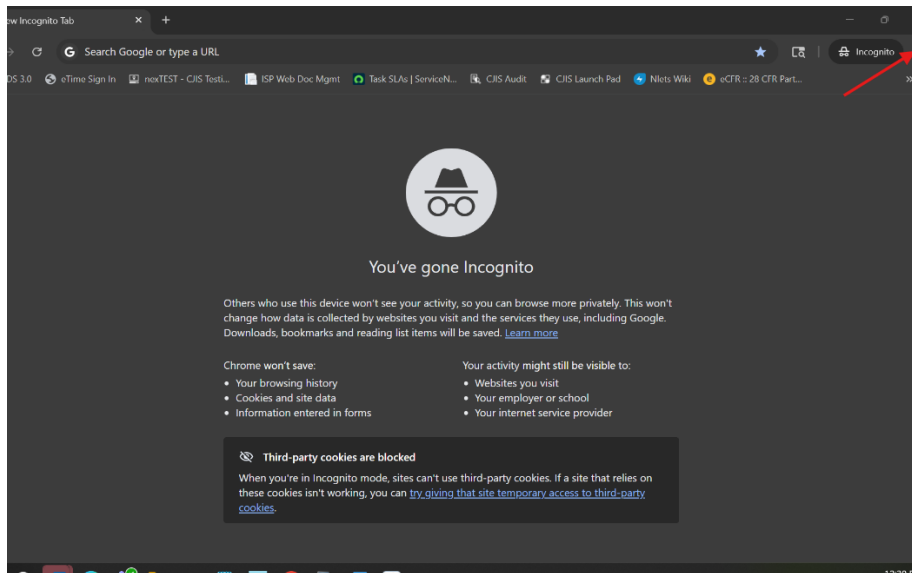 ew Incognito Tab
Search Google or type a URL
Incognito
DS 3.0 eTime Sign In nexTEST - CJIS Testi... ISP Web Doc Mgmt Task SLAs | ServiceN... CJIS Audit CJIS Launch Pad Nlets Wiki eCFR :: 28 CFR Part...
You've gone Incognito
Others who use this device won't see your activity, so you can browse more privately. This won't
change how data is collected by websites you visit and the services they use, including Google.
Downloads, bookmarks and reading list items will be saved. Learn more
Chrome won't save:
• Your browsing history
• Cookies and site data
• Information entered in forms
Your activity might still be visible to:
• Websites you visit
• Your employer or school
• Your internet service provider
Third-party cookies are blocked
When you're in Incognito mode, sites can't use third-party cookies. If a site that relies on
these cookies isn't working, you can try giving that site temporary access to third-party
cookies.